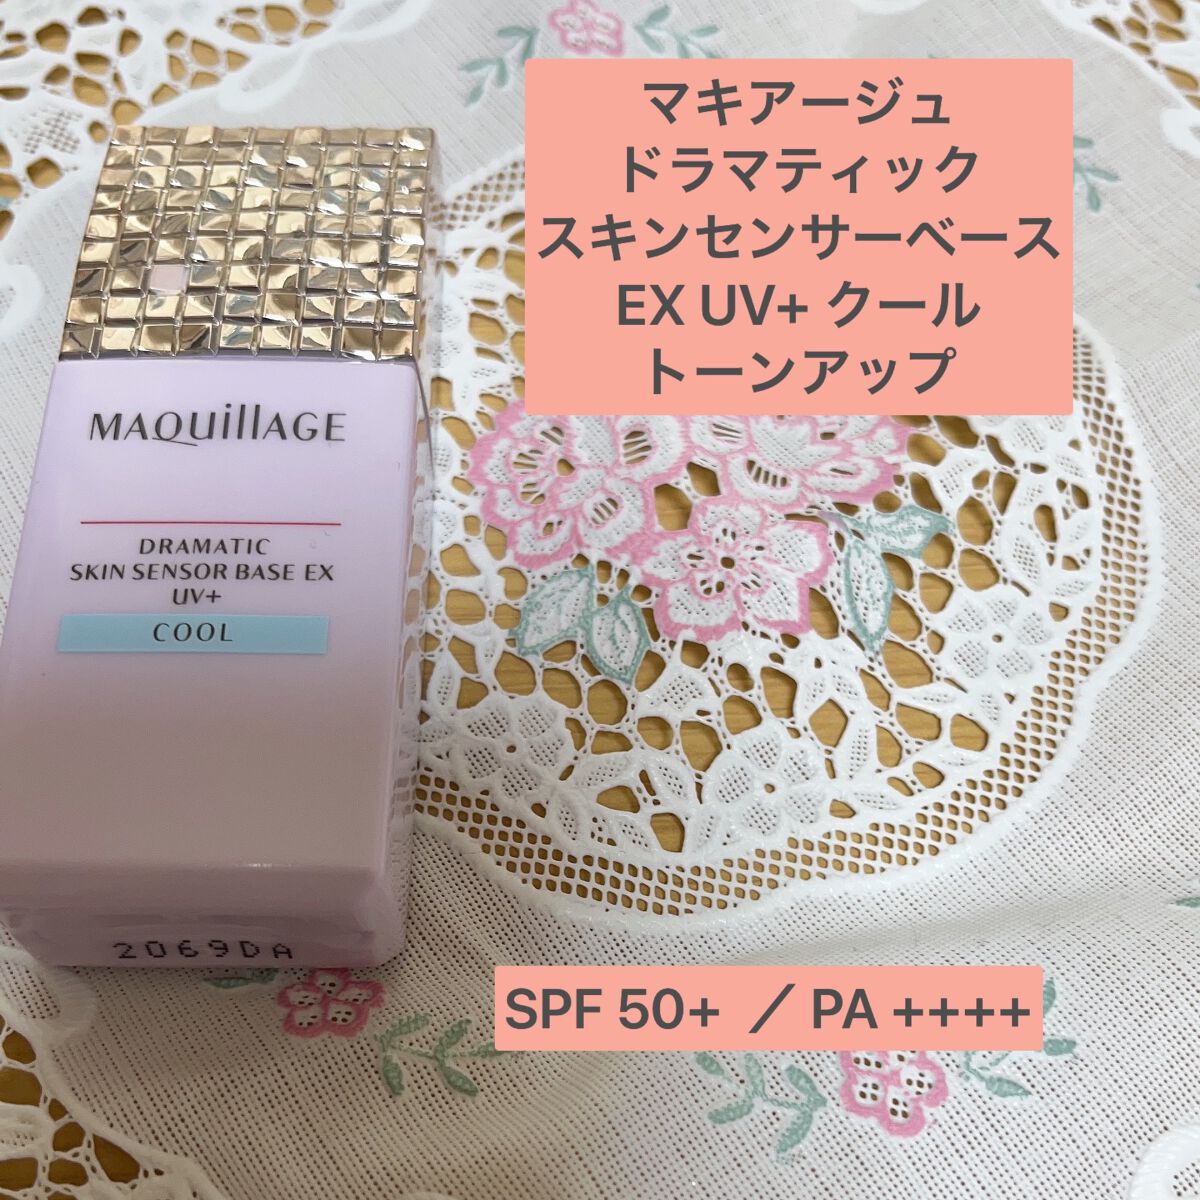 マキアージュ
ドラマティック
スキンセンサーベース
EX UV+ クール
トーンアップ
MAQuillAGE
DRAMATIC
SKIN SENSOR BASE EX
UV+
COOL
2069DA
SPF 50+ ／ PA ++++